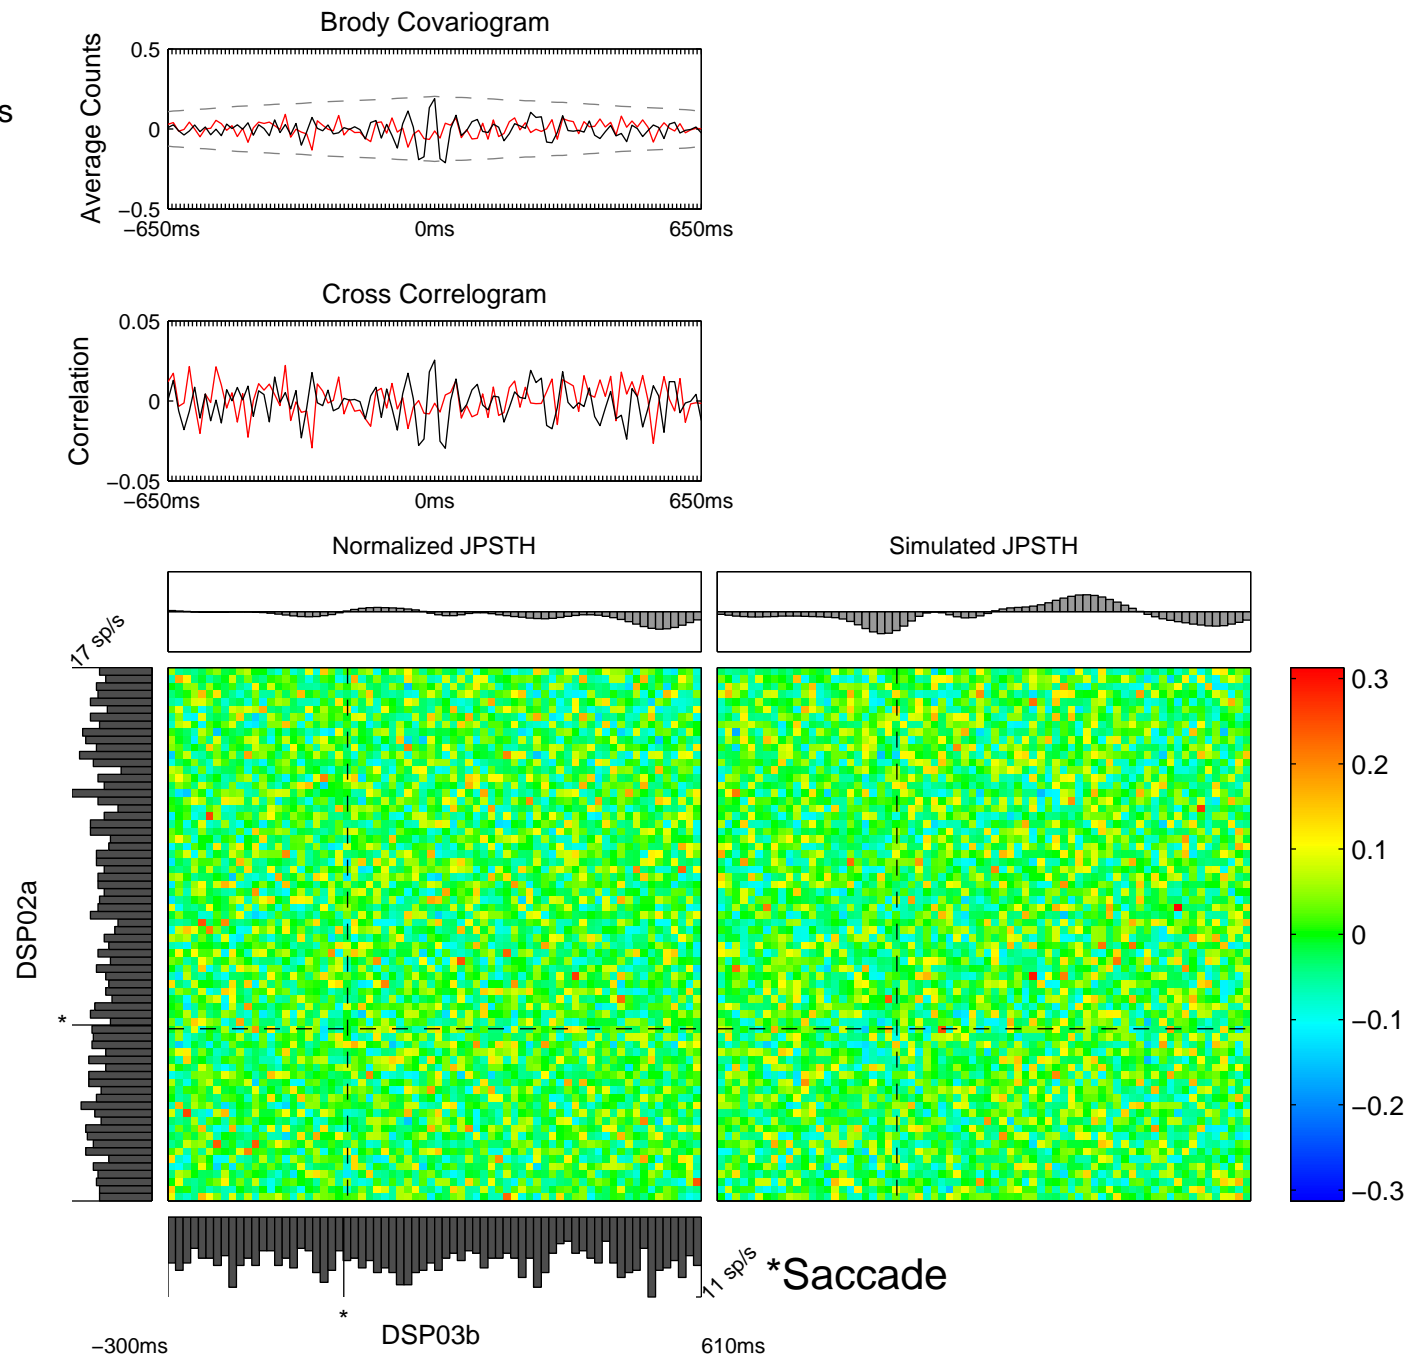 Brody Covariogram
s
Average Counts
0.5
0
−0.5
−650ms
0ms
650ms
Cross Correlogram
Correlation
0.05
0
−0.05
−650ms
0ms
650ms
Normalized JPSTH
Simulated JPSTH
17 sp/s
DSP02a
*
0.3
0.2
0.1
0
−0.1
−0.2
−0.3
11 sp/s
*Saccade
*
DSP03b
−300ms
610ms